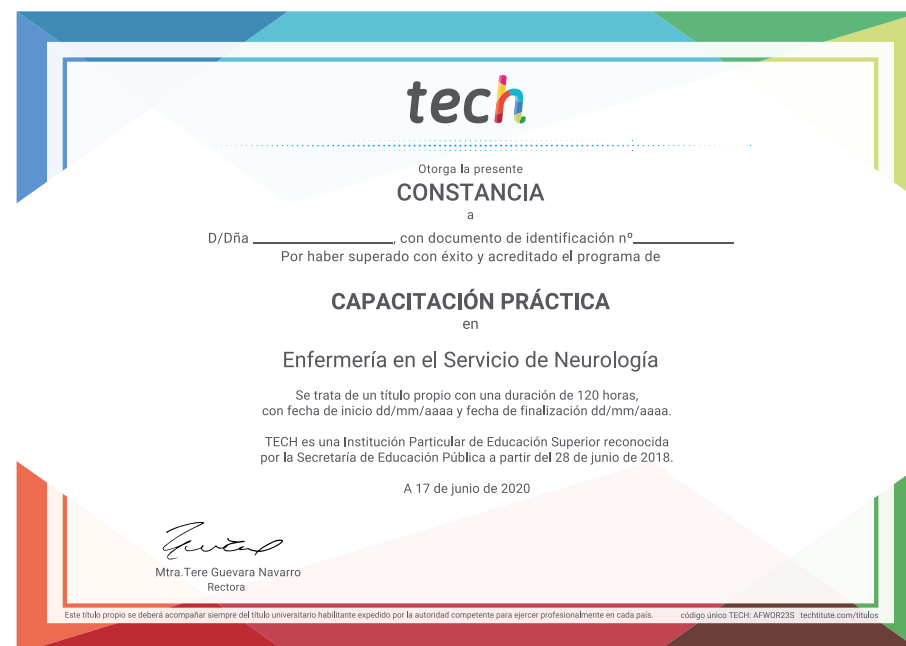 tech
Otorga la presente
CONSTANCIA
a
D/Dña ____________________, con documento de identificación nº______________
Por haber superado con éxito y acreditado el programa de
CAPACITACIÓN PRÁCTICA
en
Enfermería en el Servicio de Neurología
Se trata de un título propio con una duración de 120 horas,
con fecha de inicio dd/mm/aaaa y fecha de finalización dd/mm/aaaa.
TECH es una Institución Particular de Educación Superior reconocida
por la Secretaría de Educación Pública a partir del 28 de junio de 2018.
A 17 de junio de 2020
Mtra.Tere Guevara Navarro
Rectora
Este título propio se deberá acompañar siempre del título universitario habilitante expedido por la autoridad competente para ejercer profesionalmente en cada país. código único TECH: AFWOR23S techtitute.com/titulos